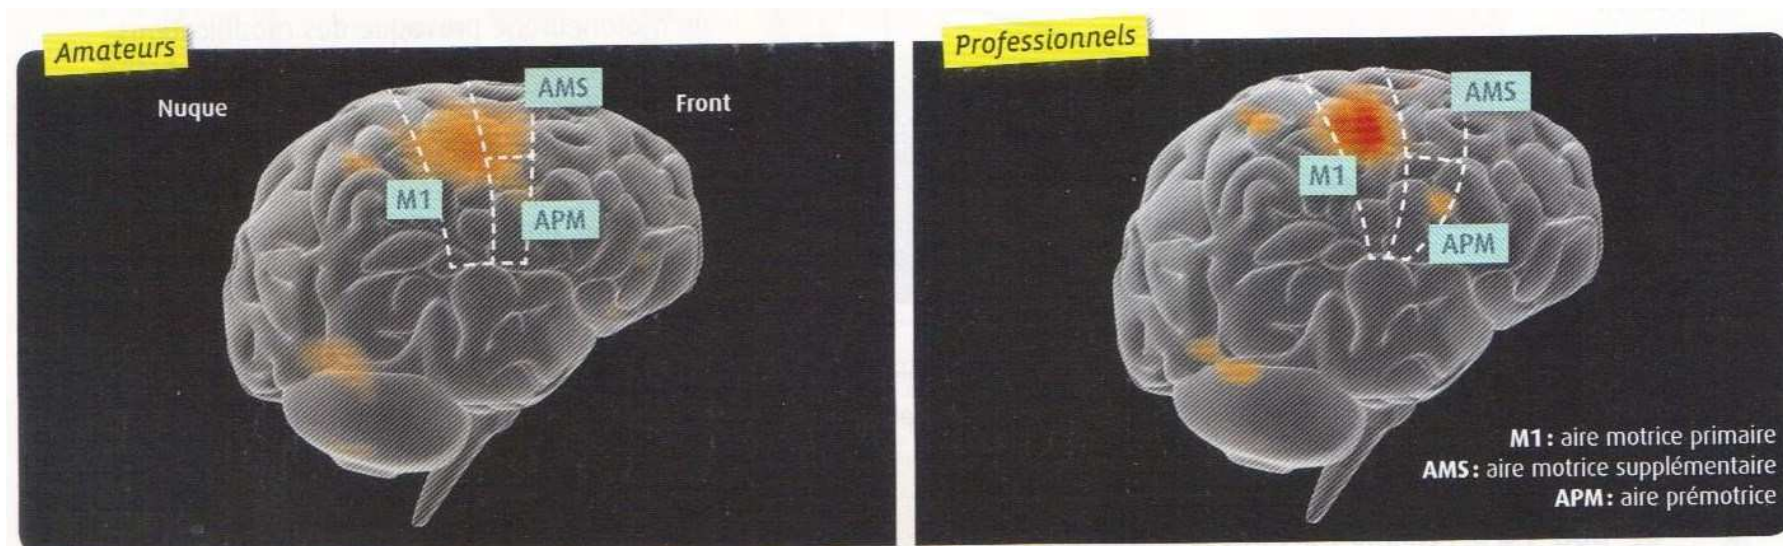 Amateurs
Nuque
AMS
Front
M1
APM
Professionnels
AMS
M1
APM
M1 : aire motrice primaire
AMS : aire motrice supplémentaire
APM : aire prémotrice